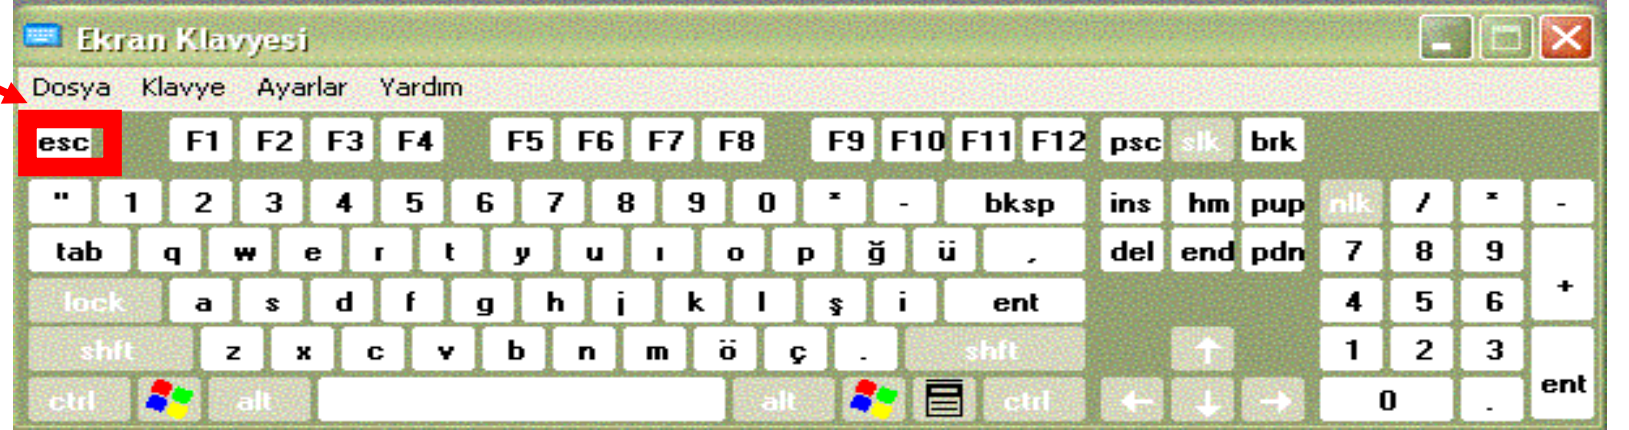 Ekran Klavyesi
Dosya Klavye Ayarlar Yardım
esc F1 F2 F3 F4 F5 F6 F7 F8 F9 F10 F11 F12 psc slk brk
" 1 2 3 4 5 6 7 8 9 0 * - bksp ins hm pup nlk / * -
tab q w e r t y u ı o p ğ ü , del end pdn 7 8 9 +
lock a s d f g h j k l ş i ent 4 5 6
shft z x c v b n m ö ç . shft ↑ 1 2 3 ent
ctrl alt alt ctrl ← ↓ → 0 .